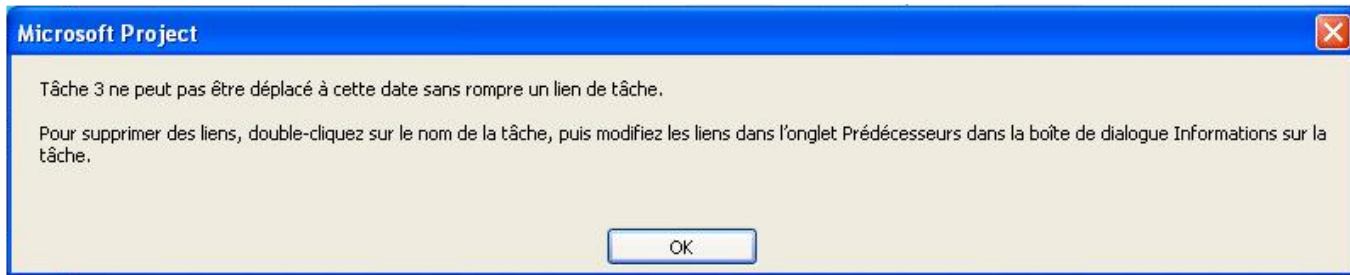 Microsoft Project
Tâche 3 ne peut pas être déplacé à cette date sans rompre un lien de tâche.
Pour supprimer des liens, double-cliquez sur le nom de la tâche, puis modifiez les liens dans l'onglet Prédécesseurs dans la boîte de dialogue Informations sur la
tâche.
OK